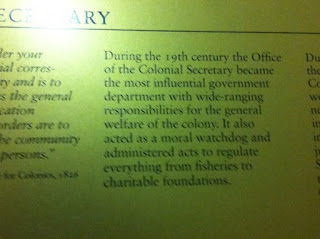 ECRETARY
der your
ial corres-
ty and is to
s the general
cation
orders are to
he community
persons."
for Colonies, 1826
During the 19th century the Office
of the Colonial Secretary became
the most influential government
department with wide-ranging
responsibilities for the general
welfare of the colony. It also
acted as a moral watchdog and
administered acts to regulate
everything from fisheries to
charitable foundations.